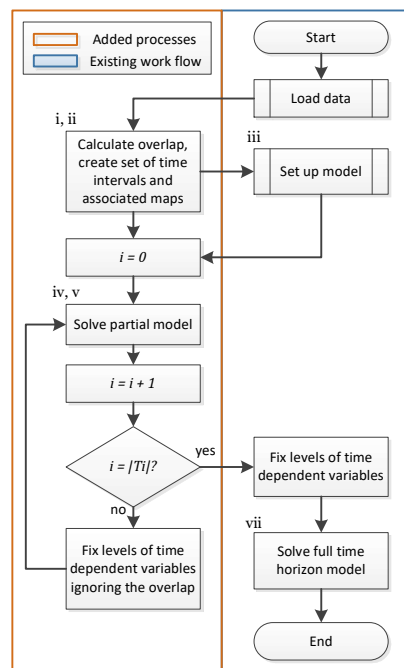 Added processes
Existing work flow
Start
Load data
i, ii
Calculate overlap,
create set of time
intervals and
associated maps
iii
Set up model
i = 0
iv, v
Solve partial model
i = i + 1
i = |Ti|?
yes
no
Fix levels of time
dependent variables
ignoring the overlap
Fix levels of time
dependent variables
vii
Solve full time
horizon model
End